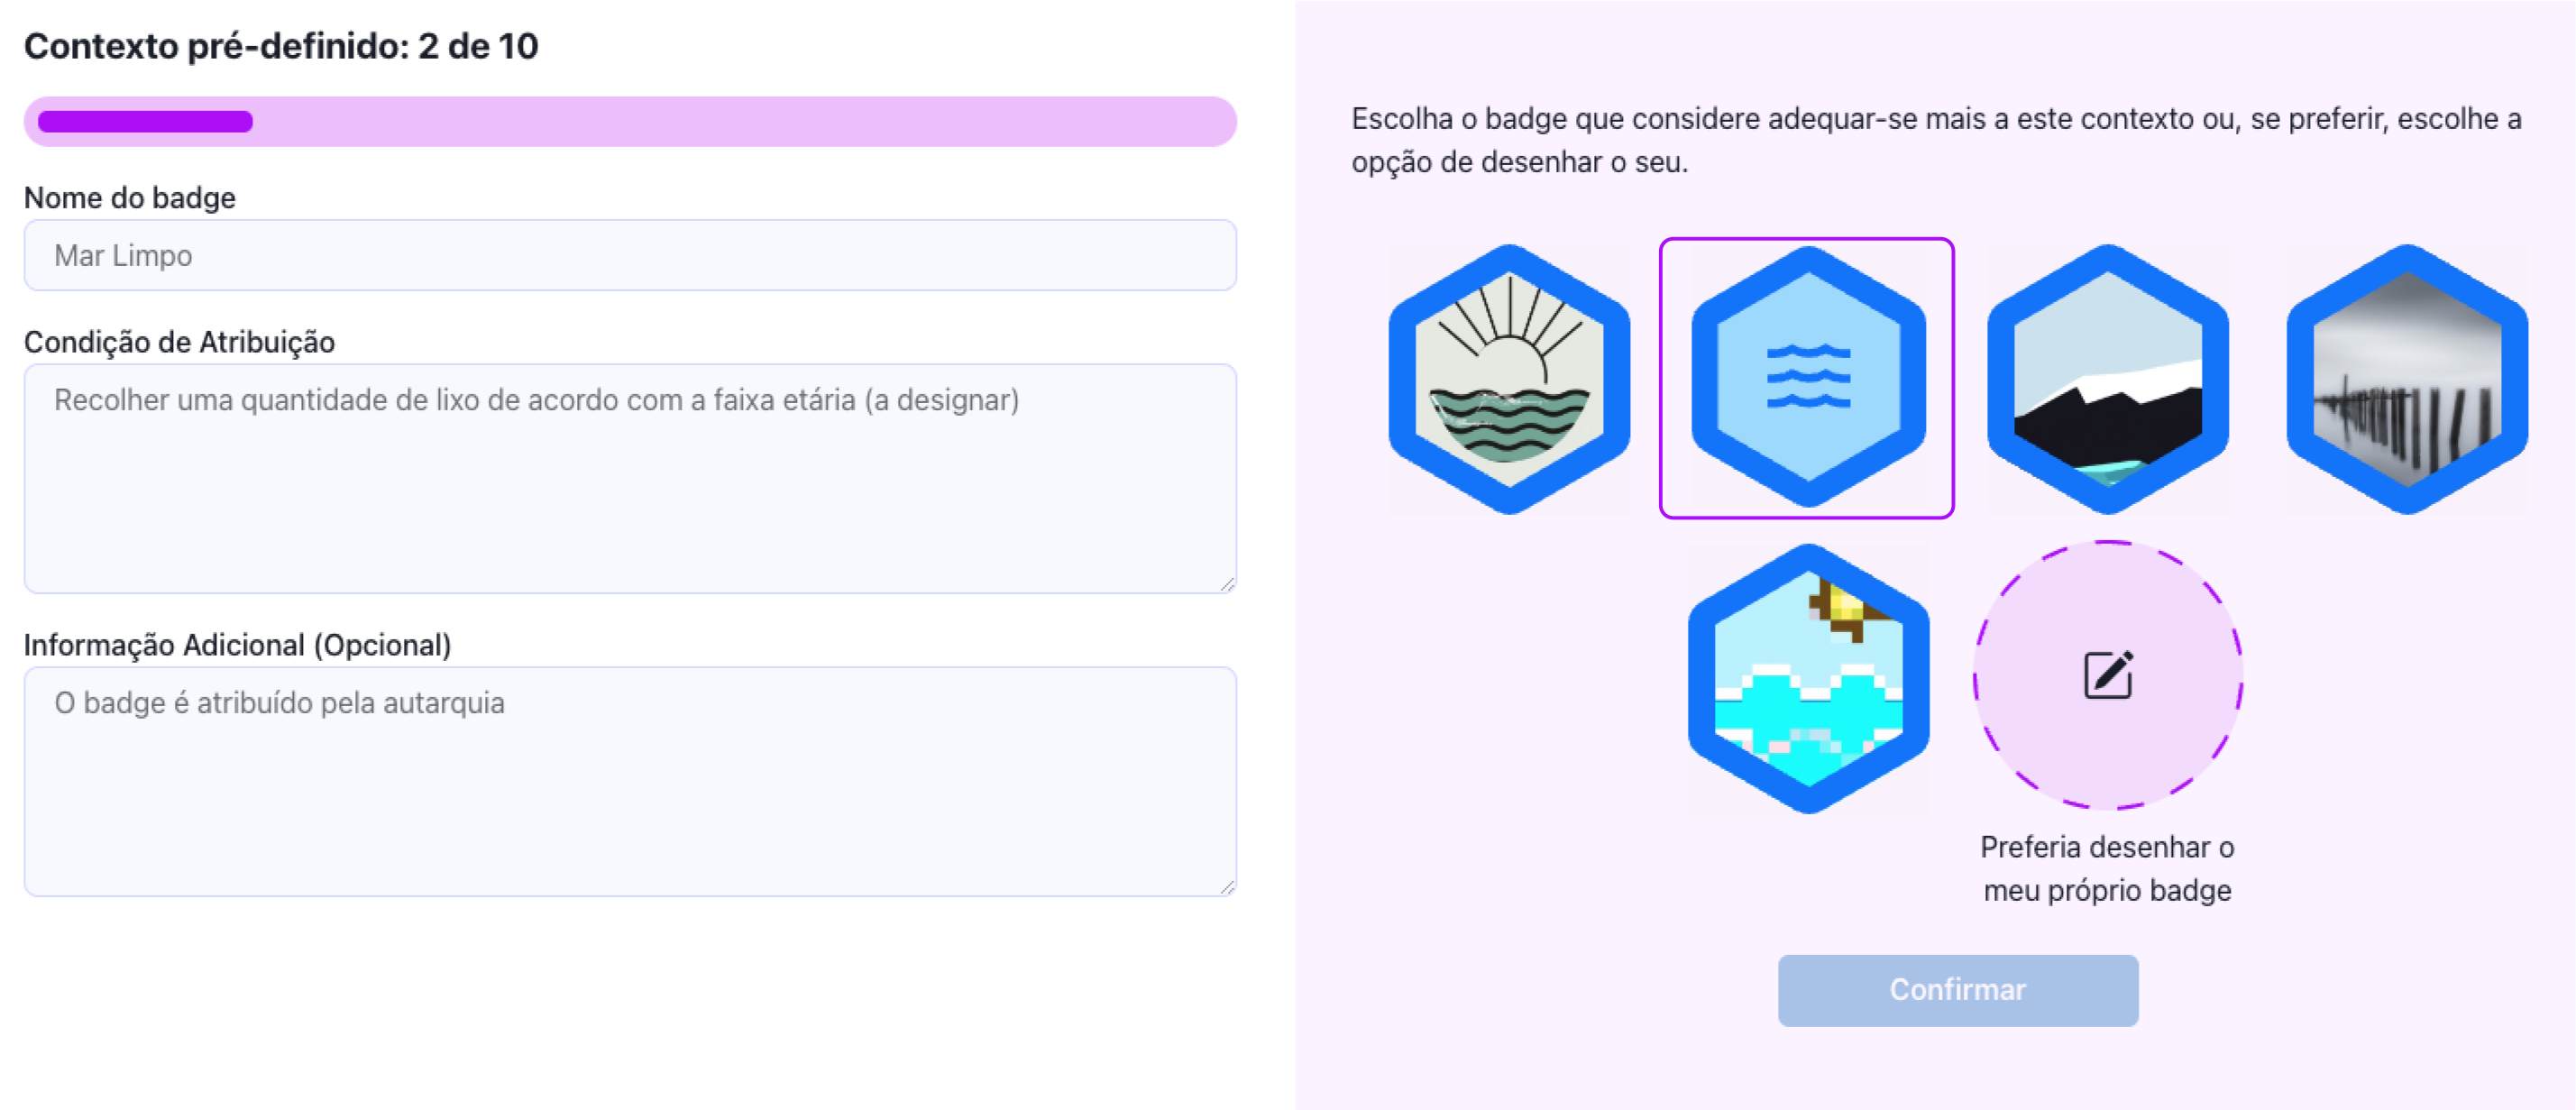 Contexto pré-definido: 2 de 10
Nome do badge
Mar Limpo
Condição de Atribuição
Recolher uma quantidade de lixo de acordo com a faixa etária (a designar)
Informação Adicional (Opcional)
O badge é atribuído pela autarquia
Escolha o badge que considere adequar-se mais a este contexto ou, se preferir, escolhe a
opção de desenhar o seu.
Preferia desenhar o
meu próprio badge
Confirmar